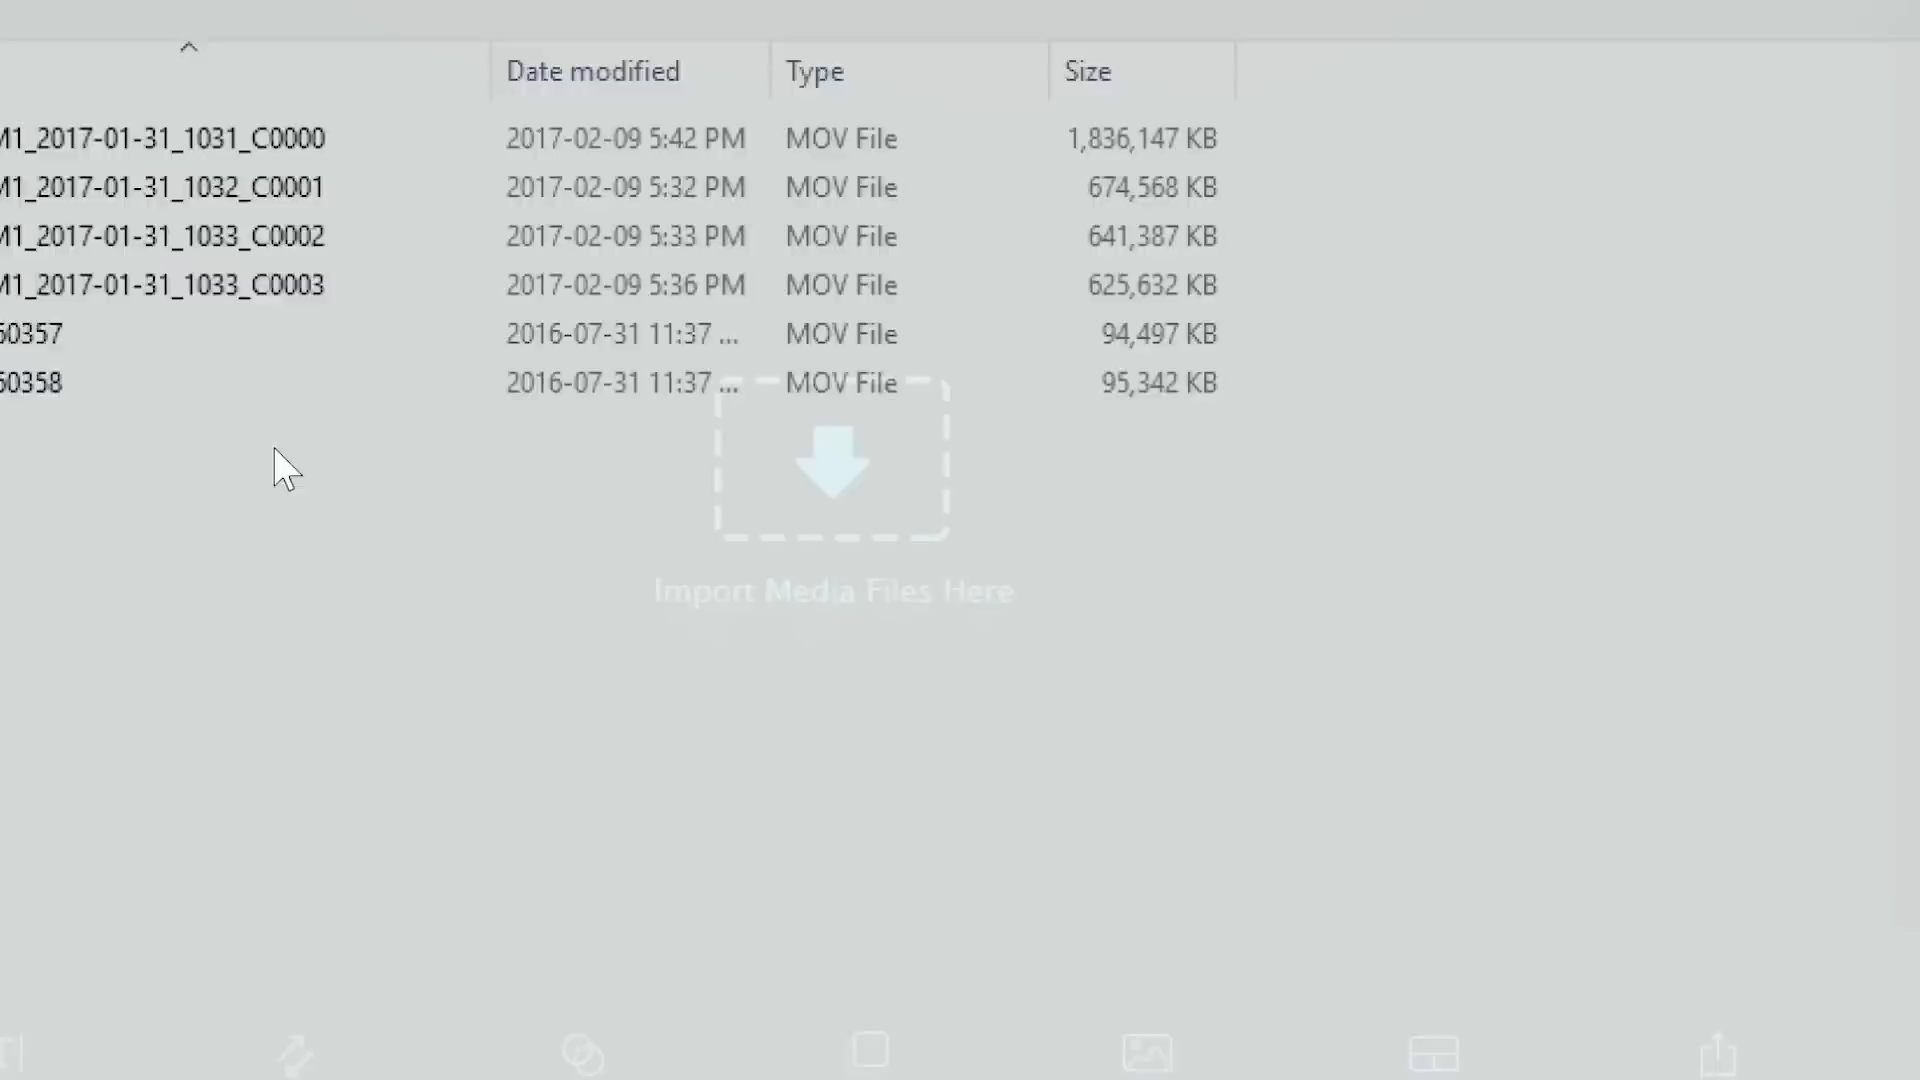 Date modified Type Size
M1_2017-01-31_1031_C0000 2017-02-09 5:42 PM MOV File 1,836,147 KB
M1_2017-01-31_1032_C0001 2017-02-09 5:32 PM MOV File 674,568 KB
M1_2017-01-31_1033_C0002 2017-02-09 5:33 PM MOV File 641,387 KB
M1_2017-01-31_1033_C0003 2017-02-09 5:36 PM MOV File 625,632 KB
60357 2016-07-31 11:37 ... MOV File 94,497 KB
60358 2016-07-31 11:37 ... MOV File 95,342 KB
Import Media Files Here